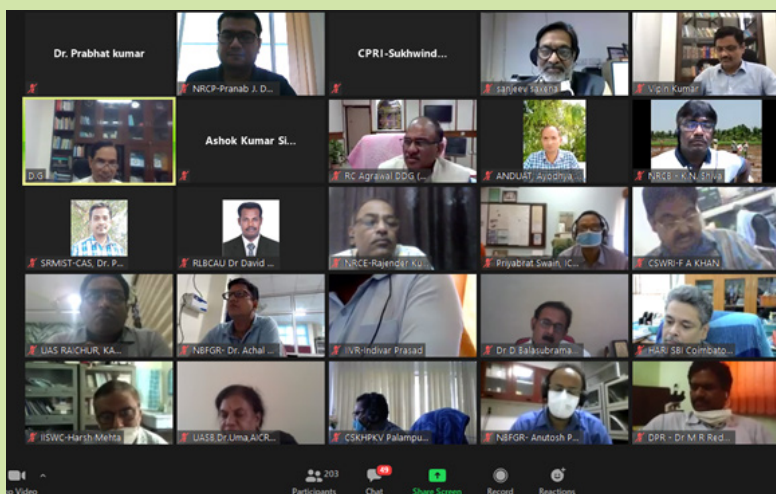 Dr. Prabhat kumar
NRCP-Pranab J. D...
CPRI-Sukhwind...
sanjeev saxena
Vipin Kumar
D.G
Ashok Kumar Si...
RC Agrawal DDG (...
ANDUAT, Ayodhya, ...
NRCB - K.N. Shiva
SRMIST-CAS, Dr. P...
RLBCAU Dr David ...
NRCE-Rajender Ku...
Priyabrat Swain, IC...
CSWRI-F A KHAN
UAS RAICHUR, KA...
NBFGR- Dr. Achal ...
IIVR-Indivar Prasad
Dr D Balasubrama...
HARI SBI Coimbato...
IISWC-Harsh Mehta
UASB,Dr.Uma,AICR...
CSKHPKV Palampu...
NBFGR- Anutosh P...
DPR - Dr M R Red...
Video
203
Participants
49
Chat
Share Screen
Record
Reactions